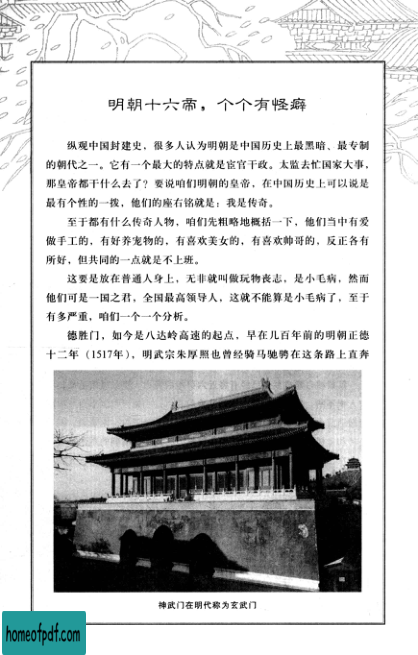 明朝十六帝，个个有怪癖
纵观中国封建史，很多人认为明朝是中国历史上最黑暗、最专制
的朝代之一。它有一个最大的特点就是宦官干政。太监去忙国家大事，
那皇帝都干什么去了？要说咱们明朝的皇帝，在中国历史上可以说是
最有个性的一拨，他们的座右铭就是：我是传奇。
至于都有什么传奇人物，咱们先粗略地概括一下，他们当中有爱
做手工的，有好养宠物的，有喜欢美女的，有喜欢帅哥的，反正各有
所好，但共同的一点就是不上班。
这要是放在普通人身上，无非就叫做玩物丧志，是小毛病，然而
他们可是一国之君，全国最高领导人，这就不能算是小毛病了，至于
有多严重，咱们一个一个分析。
德胜门，如今是八达岭高速的起点，早在几百年前的明朝正德
十二年（1517年），明武宗朱厚照也曾经骑马驰骋在这条路上直奔
神武门在明代称为玄武门
homeofpdf.com